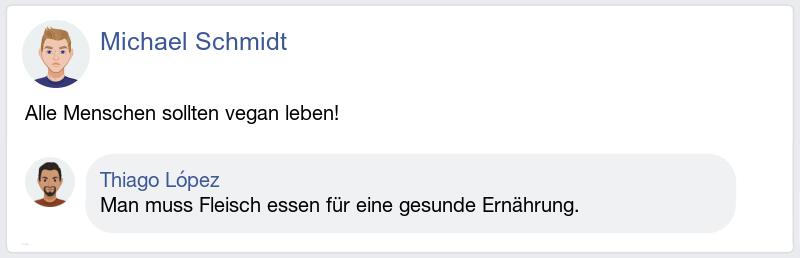 Michael Schmidt
Alle Menschen sollten vegan leben!
Thiago López
Man muss Fleisch essen für eine gesunde Ernährung.